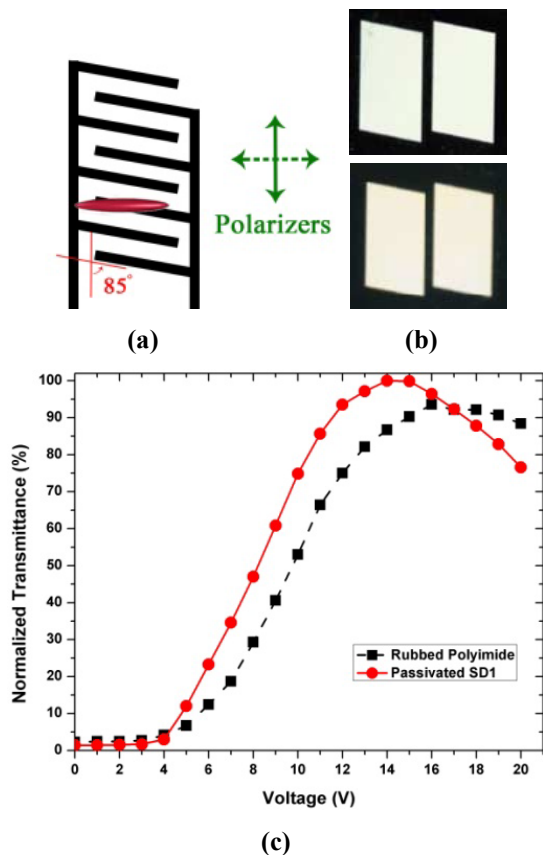 85°
Polarizers
(a)
(b)
100
90
80
70
60
50
40
30
20
10
0
Normalized Transmittance (%)
Rubbed Polyimide
Passivated SD1
0 2 4 6 8 10 12 14 16 18 20
Voltage (V)
(c)